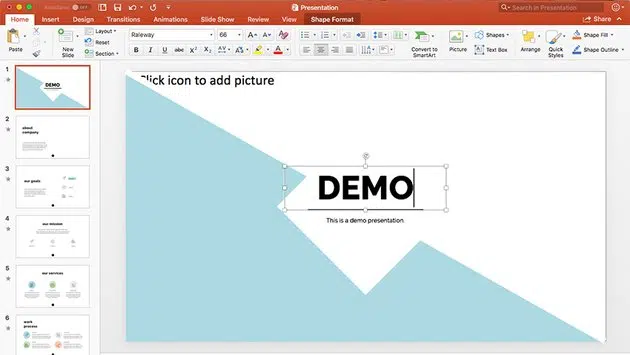 AutoSave OFF
Presentation
Search in Presentation
Home Insert Design Transitions Animations Slide Show Review View Shape Format
Share
Paste
New Slide
Layout
Reset
Section
Raleway
66
B I U
Convert to SmartArt
Picture
Shapes
Text Box
Arrange
Quick Styles
Shape Fill
Shape Outline
1
DEMO
2
about company
3
our goals
4
our mission
5
our services
6
work process
Click icon to add picture
DEMO
This is a demo presentation